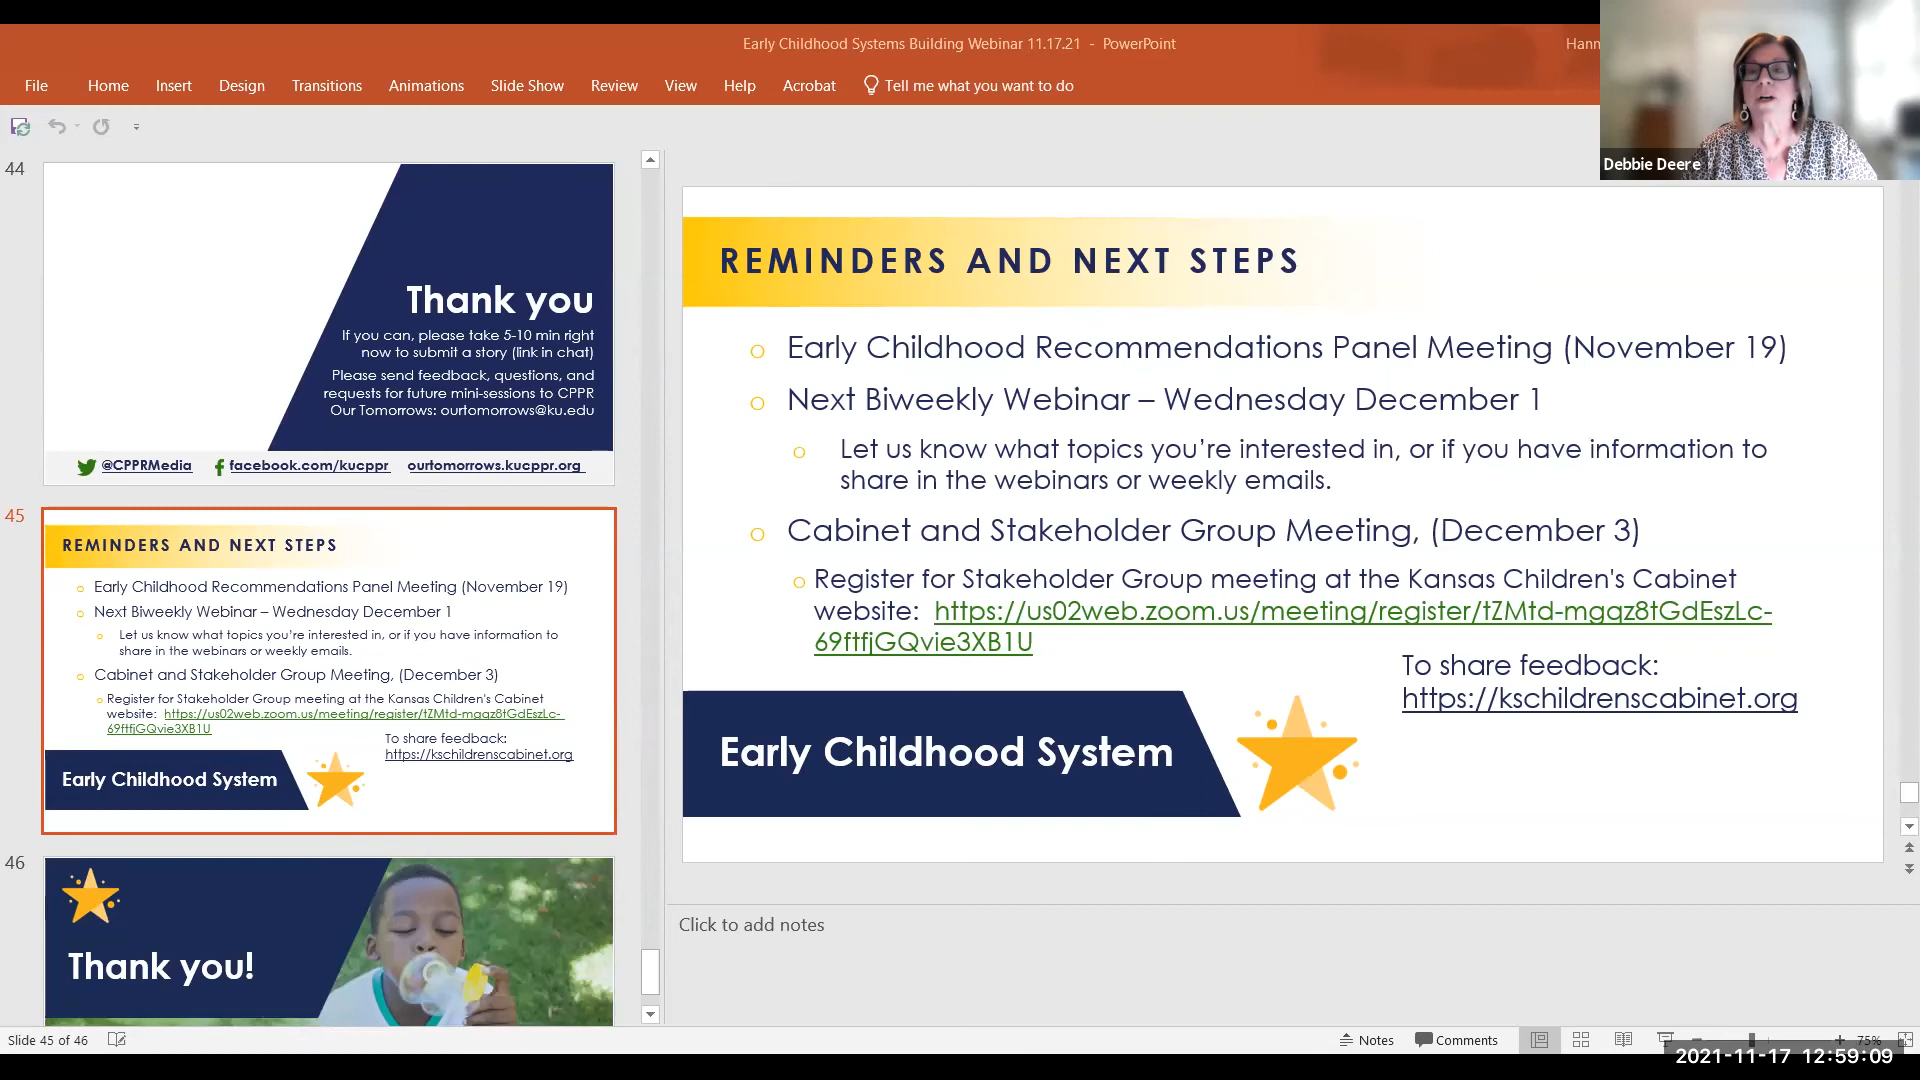 Early Childhood Systems Building Webinar 11.17.21 - PowerPoint
Hann
File Home Insert Design Transitions Animations Slide Show Review View Help Acrobat Tell me what you want to do
Debbie Deere
44
Thank you
If you can, please take 5-10 min right
now to submit a story (link in chat)
Please send feedback, questions, and
requests for future mini-sessions to CPPR
Our Tomorrows: ourtomorrows@ku.edu
@CPPRMedia facebook.com/kucppr ourtomorrows.kucppr.org
45
REMINDERS AND NEXT STEPS
o Early Childhood Recommendations Panel Meeting (November 19)
o Next Biweekly Webinar – Wednesday December 1
o Let us know what topics you're interested in, or if you have information to
share in the webinars or weekly emails.
o Cabinet and Stakeholder Group Meeting, (December 3)
o Register for Stakeholder Group meeting at the Kansas Children's Cabinet
website: https://us02web.zoom.us/meeting/register/tZMtd-mgqz8tGdEszLc-
69ftfjGQvie3XB1U
To share feedback:
https://kschildrenscabinet.org
Early Childhood System
46
Thank you!
REMINDERS AND NEXT STEPS
o Early Childhood Recommendations Panel Meeting (November 19)
o Next Biweekly Webinar – Wednesday December 1
o Let us know what topics you're interested in, or if you have information to
share in the webinars or weekly emails.
o Cabinet and Stakeholder Group Meeting, (December 3)
o Register for Stakeholder Group meeting at the Kansas Children's Cabinet
website: https://us02web.zoom.us/meeting/register/tZMtd-mgqz8tGdEszLc-
69ftfjGQvie3XB1U
To share feedback:
https://kschildrenscabinet.org
Early Childhood System
Click to add notes
Slide 45 of 46
Notes Comments 75%
2021-11-17 12:59:09